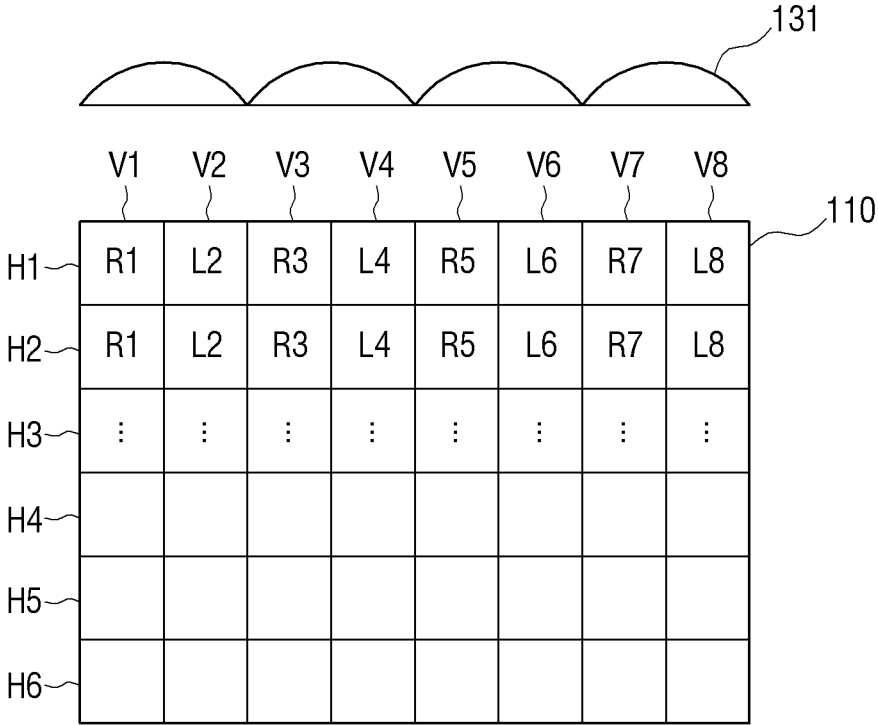 131
V1 V2 V3 V4 V5 V6 V7 V8
110
H1 R1 L2 R3 L4 R5 L6 R7 L8
H2 R1 L2 R3 L4 R5 L6 R7 L8
H3 ⋮ ⋮ ⋮ ⋮ ⋮ ⋮ ⋮ ⋮
H4
H5
H6